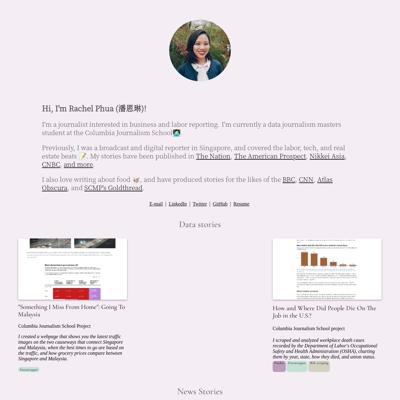 Hi, I'm Rachel Phua (潘恩琳)!
I'm a journalist interested in business and labor reporting. I'm currently a data journalism masters
student at the Columbia Journalism School
Previously, I was a broadcast and digital reporter in Singapore, and covered the labor, tech, and real
estate beats 📝. My stories have been published in The Nation, The American Prospect, Nikkei Asia,
CNBC, and more.
I also love writing about food 🍜, and have produced stories for the likes of the BBC, CNN, Atlas
Obscura, and SCMP's Goldthread.
E-mail | LinkedIn | Twitter | GitHub | Resume
Data stories
"Something I Miss From Home": Going To
Malaysia
Columbia Journalism School Project
I created a webpage that shows you the latest traffic
images on the two causeways that connect Singapore
and Malaysia, when the best times to go are based on
the traffic, and how grocery prices compare between
Singapore and Malaysia.
How and Where Did People Die On The
Job in the U.S.?
Columbia Journalism School project
I scraped and analyzed workplace death cases
recorded by the Department of Labor's Occupational
Safety and Health Administration (OSHA), charting
them by year, state, how they died, and union status.
Web scraping
News Stories